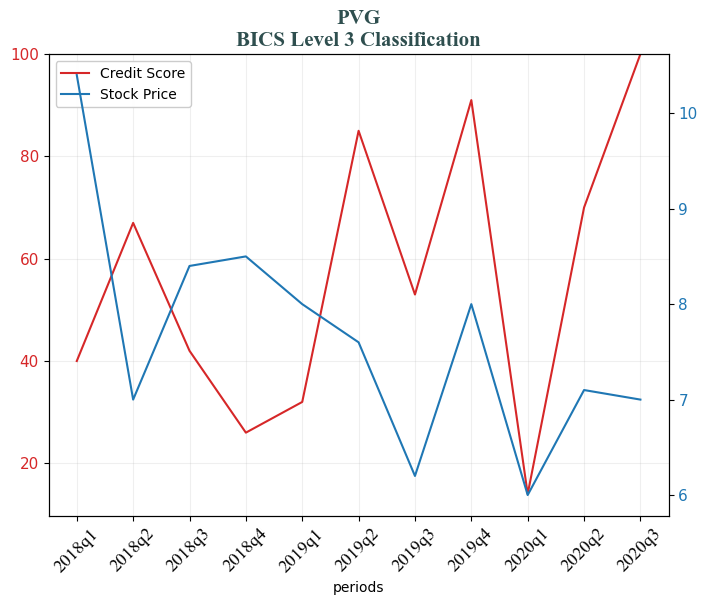 PVG
BICS Level 3 Classification
Credit Score
Stock Price
100
80
60
40
20
10
9
8
7
6
2018q1
2018q2
2018q3
2018q4
2019q1
2019q2
2019q3
2019q4
2020q1
2020q2
2020q3
periods